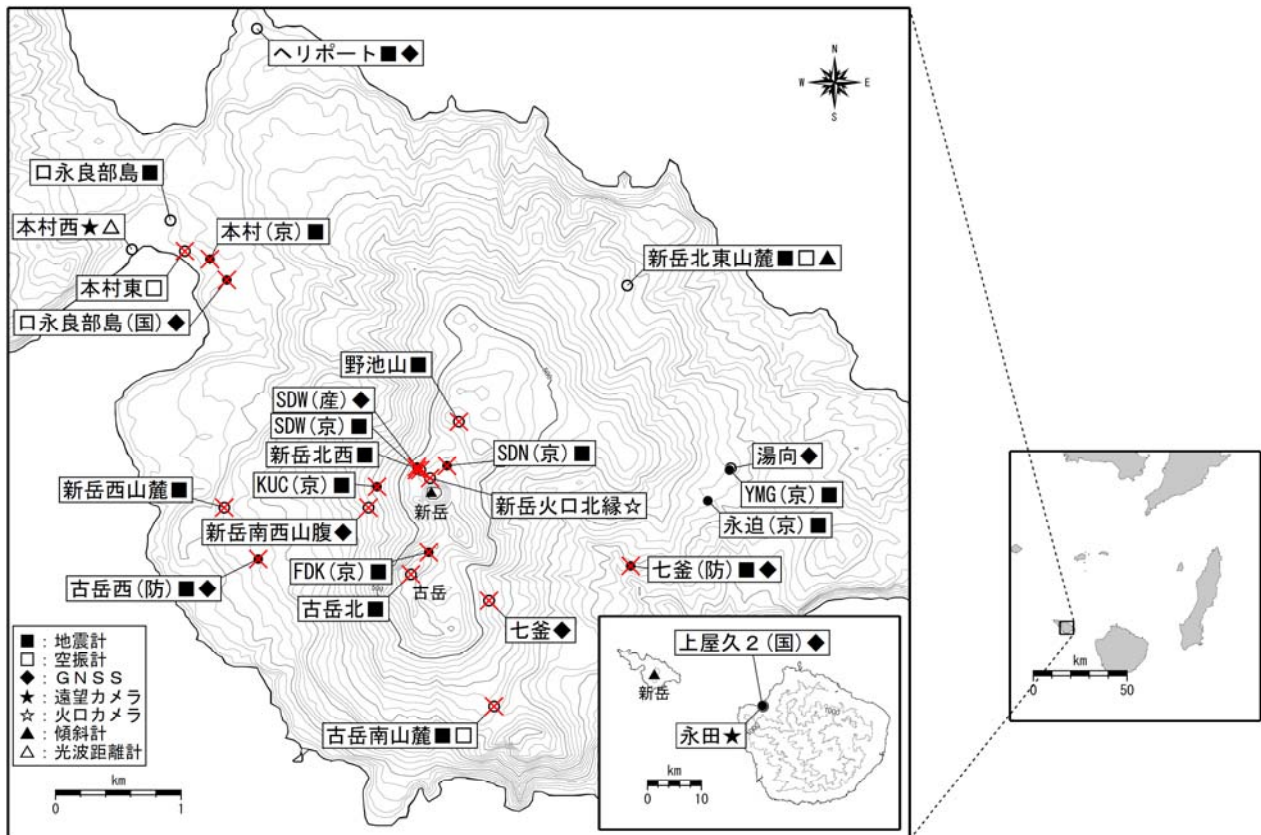 ヘリポート■◆
N
W E
S
口永良部島■
本村西★△
本村(京)■
新岳北東山麓■□▲
本村東□
口永良部島(国)◆
野池山■
SDW(産)◆
SDW(京)■
新岳北西■
SDN(京)■
湯向◆
KUC(京)■
新岳西山麓■
新岳火口北縁☆
YMG(京)■
新岳
永迫(京)■
新岳南西山腹◆
FDK(京)■
七釜(防)■◆
古岳西(防)■◆
古岳北■
古岳
七釜◆
古岳南山麓■□
■：地震計
□：空振計
◆：ＧＮＳＳ
★：遠望カメラ
☆：火口カメラ
▲：傾斜計
△：光波距離計
km
0 1
上屋久２(国)◆
新岳
永田★
1000
km
0 10
km
0 50